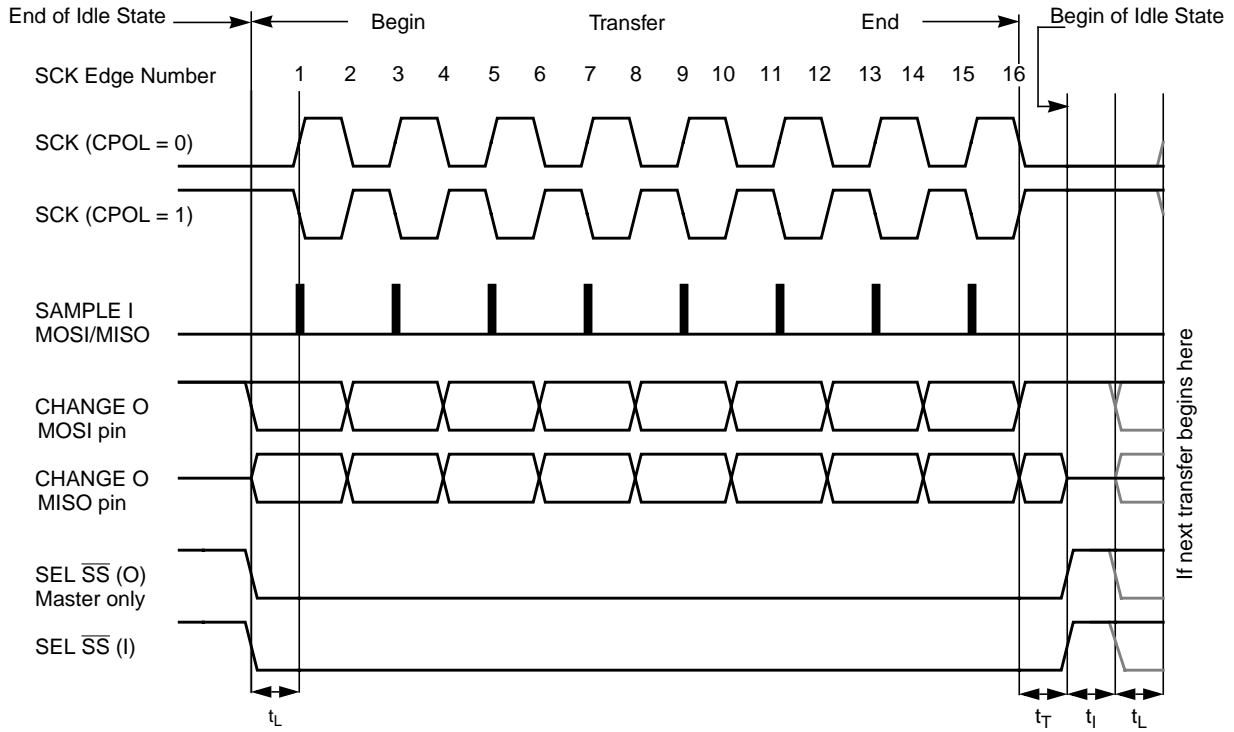 End of Idle State
Begin
Transfer
End
Begin of Idle State
SCK Edge Number
1 2 3 4 5 6 7 8 9 10 11 12 13 14 15 16
SCK (CPOL = 0)
SCK (CPOL = 1)
SAMPLE I
MOSI/MISO
CHANGE O
MOSI pin
CHANGE O
MISO pin
SEL S̅S̅ (O)
Master only
SEL S̅S̅ (I)
If next transfer begins here
tL
tT
tI
tL